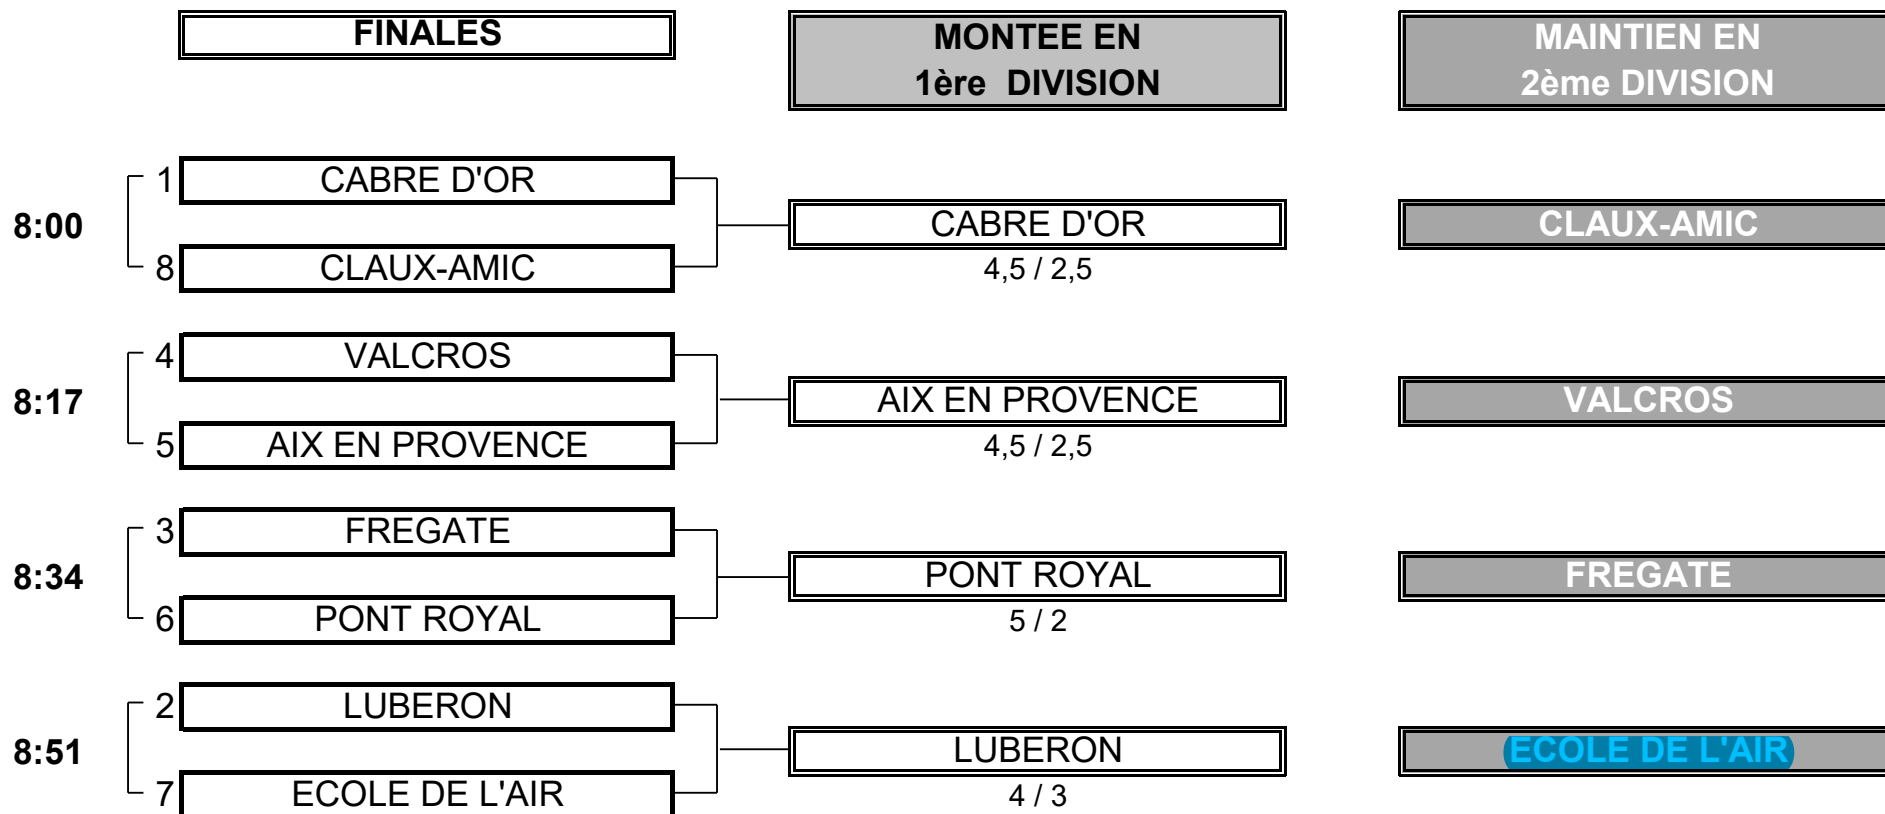 FINALES
MONTEE EN
1ère DIVISION
MAINTIEN EN
2ème DIVISION
8:00
1 CABRE D'OR
8 CLAUX-AMIC
CABRE D'OR
4,5 / 2,5
CLAUX-AMIC
8:17
4 VALCROS
5 AIX EN PROVENCE
AIX EN PROVENCE
4,5 / 2,5
VALCROS
8:34
3 FREGATE
6 PONT ROYAL
PONT ROYAL
5 / 2
FREGATE
8:51
2 LUBERON
7 ECOLE DE L'AIR
LUBERON
4 / 3
ECOLE DE L'AIR